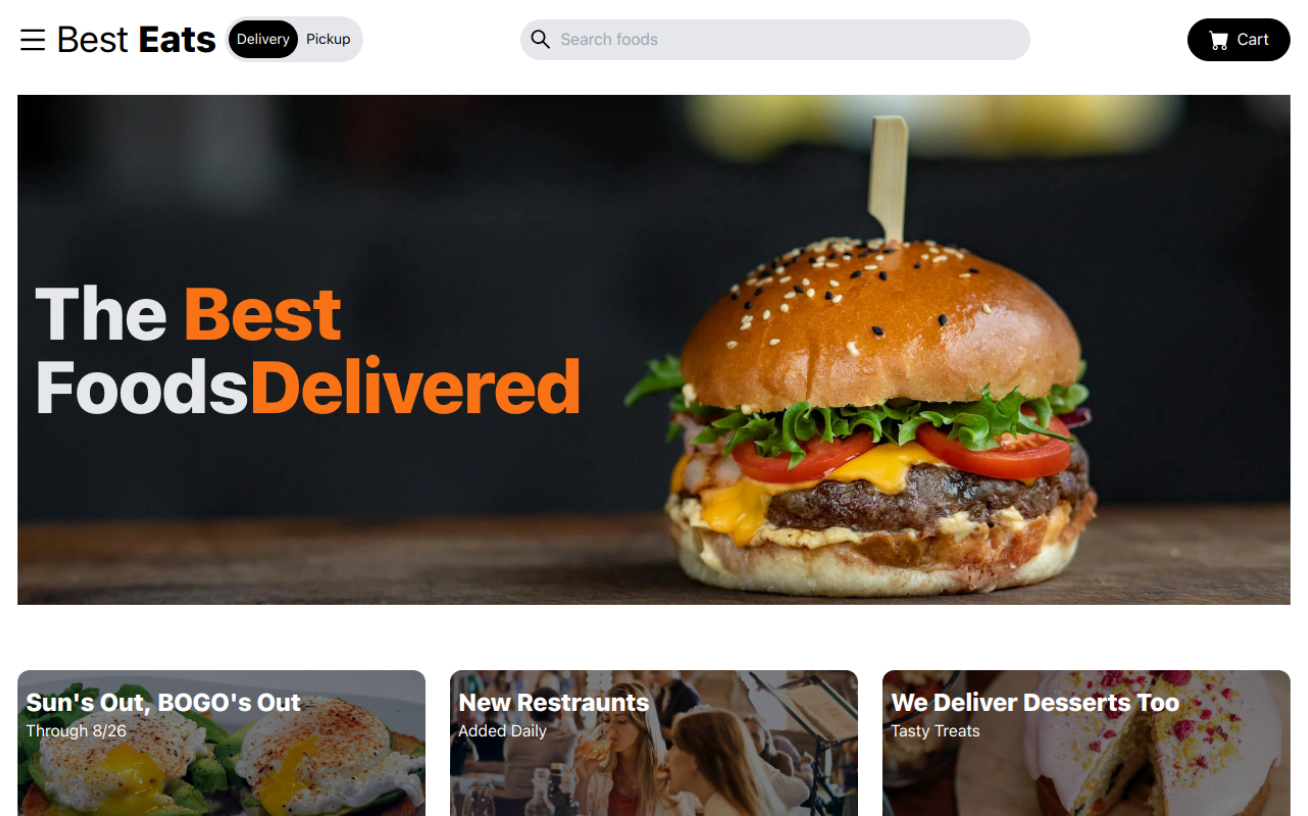 Best Eats
Delivery
Pickup
Search foods
Cart
The Best
FoodsDelivered
Sun's Out, BOGO's Out
Through 8/26
New Restraunts
Added Daily
We Deliver Desserts Too
Tasty Treats